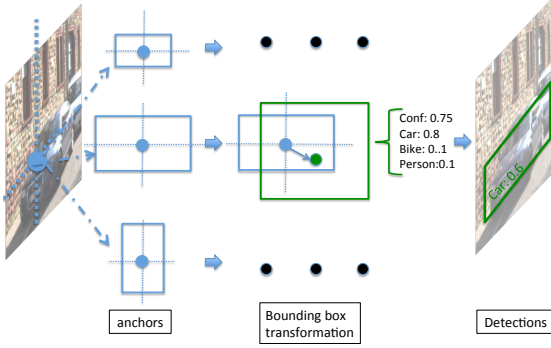 Conf: 0.75
Car: 0.8
Bike: 0..1
Person:0.1
Car: 0.6
anchors
Bounding box
transformation
Detections